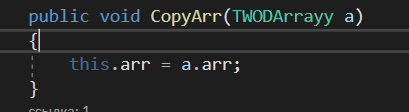 public void CopyArr(TWODArrayy a)
{
this.arr = a.arr;
}
ссылка: 1